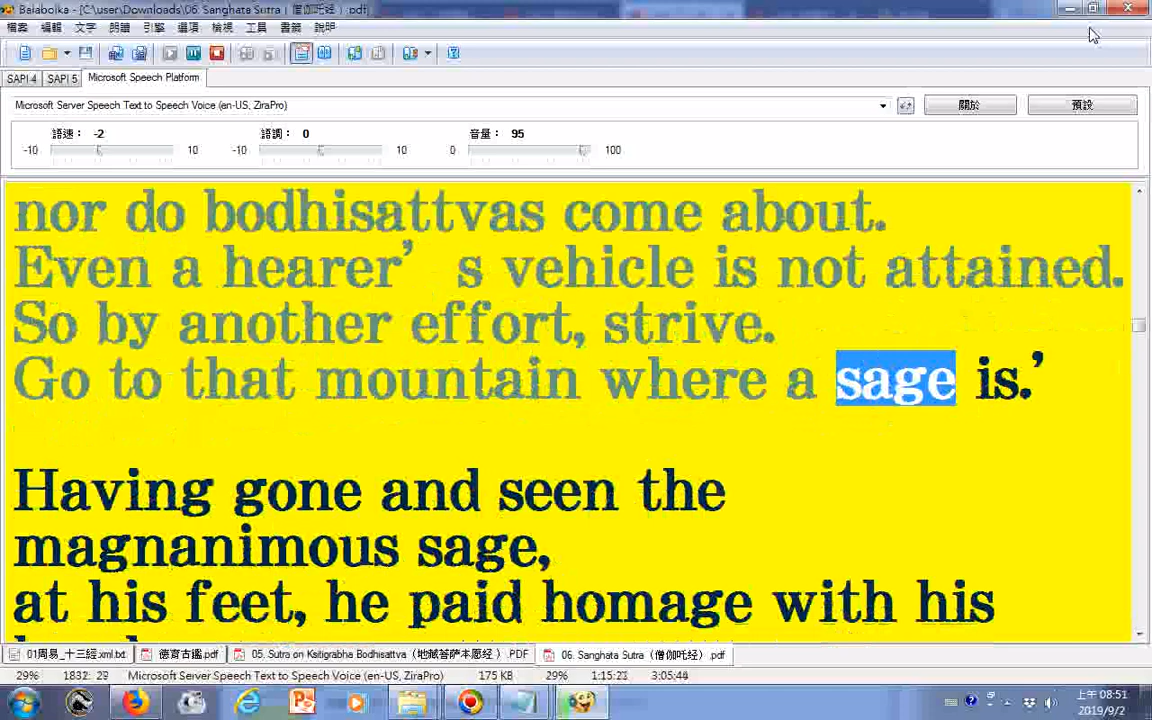 Balabolka - [C:\user\Downloads\06. Sanghata Sutra（僧伽吒经）.pdf]
檔案 編輯 文字 朗讀 引擎 選項 檢視 工具 書籤 說明
SAPI 4 SAPI 5 Microsoft Speech Platform
Microsoft Server Speech Text to Speech Voice (en-US, ZiraPro) 關於 預設
語速： -2 語調： 0 音量： 95
-10 10 -10 10 0 100
nor do bodhisattvas come about.
Even a hearer’s vehicle is not attained.
So by another effort, strive.
Go to that mountain where a sage is.’
Having gone and seen the
magnanimous sage,
at his feet, he paid homage with his
01周易_十三經.xml.txt 德育古鑑.pdf 05. Sutra on Ksitigrabha Bodhisattva（地藏菩萨本愿经）.PDF 06. Sanghata Sutra（僧伽吒经）.pdf
29% 1832: 29 Microsoft Server Speech Text to Speech Voice (en-US, ZiraPro) 175 KB 29% 1:15:21 3:05:44
上午 08:51
2019/9/2